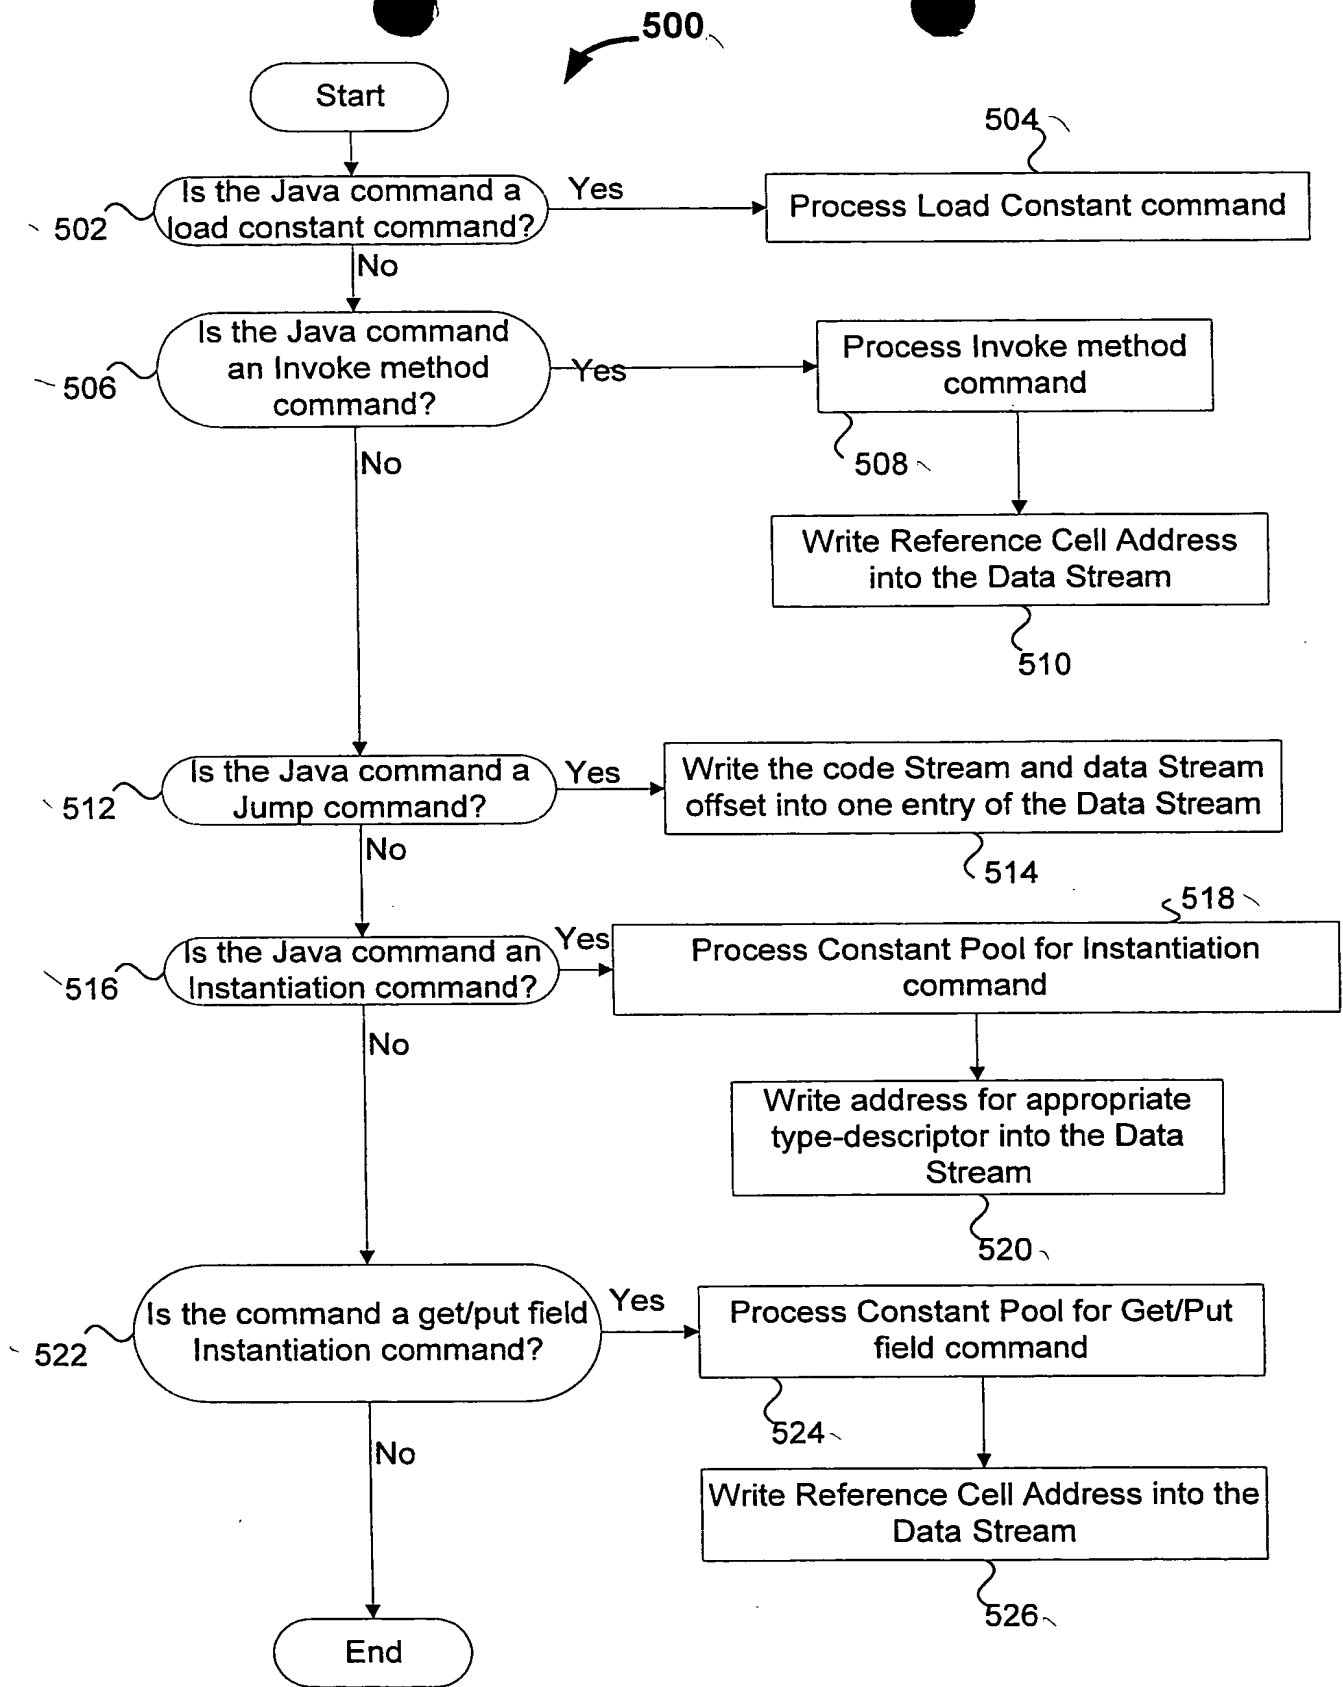 500
Start
504
Is the Java command a
load constant command?
Yes
Process Load Constant command
502
No
Is the Java command
an Invoke method
command?
Yes
Process Invoke method
command
506
508
No
Write Reference Cell Address
into the Data Stream
510
Is the Java command a
Jump command?
Yes
Write the code Stream and data Stream
offset into one entry of the Data Stream
512
No
514
518
Is the Java command an
Instantiation command?
Yes
Process Constant Pool for Instantiation
command
516
No
Write address for appropriate
type-descriptor into the Data
Stream
520
Is the command a get/put field
Instantiation command?
Yes
Process Constant Pool for Get/Put
field command
522
524
No
Write Reference Cell Address into the
Data Stream
526
End